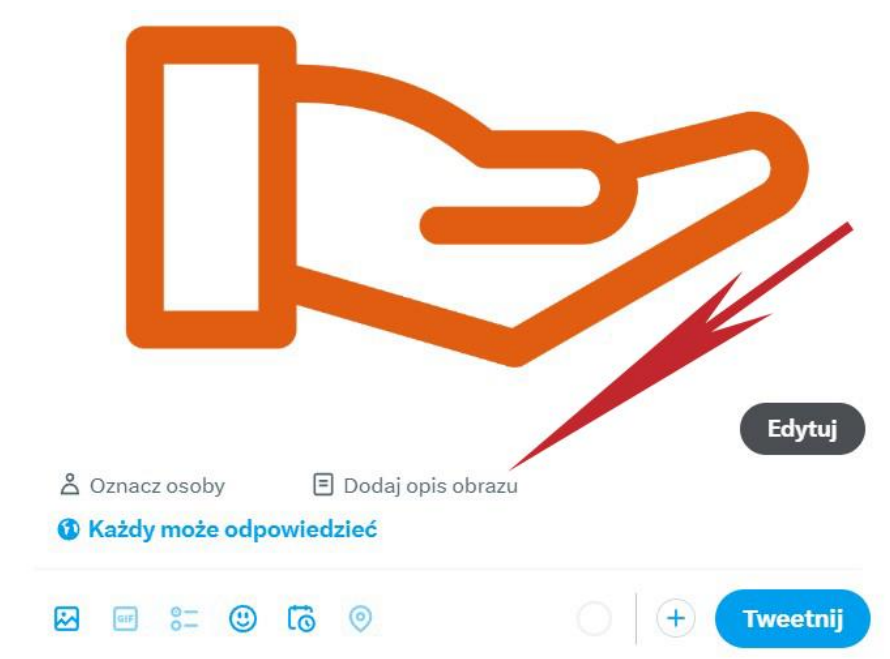 Edytuj
Oznacz osoby
Dodaj opis obrazu
Każdy może odpowiedzieć
GIF
Tweetnij